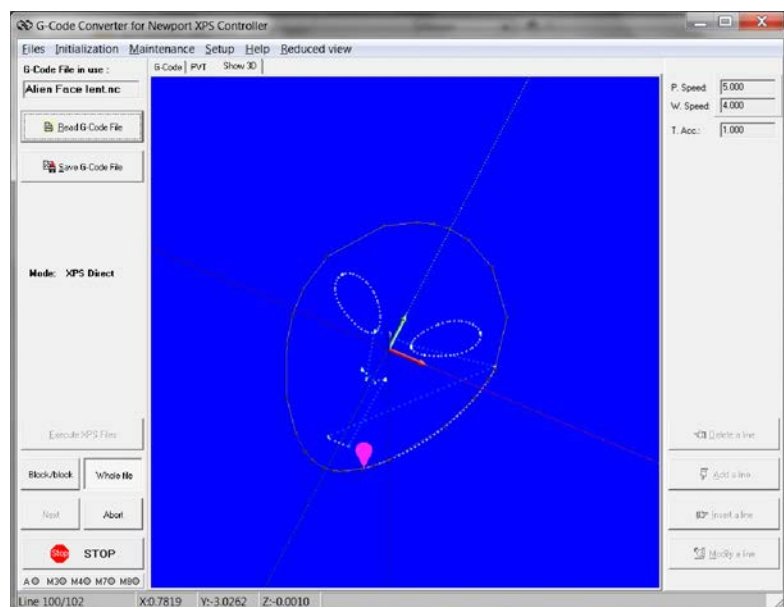 G-Code Converter for Newport XPS Controller
Files Initialization Maintenance Setup Help Reduced view
G-Code File in use :
Alien Face lent.nc
Read G-Code File
Save G-Code File
Mode: XPS Direct
Execute XPS Files
Block/block Whole file
Next Abort
Stop STOP
A M3 M4 M7 M8
G-Code PVT Show 3D
P. Speed: 5.000
W. Speed: 4.000
T. Acc.: 1.000
Delete a line
Add a line
Insert a line
Modify a line
Line 100/102 X:0.7819 Y:-3.0262 Z:-0.0010